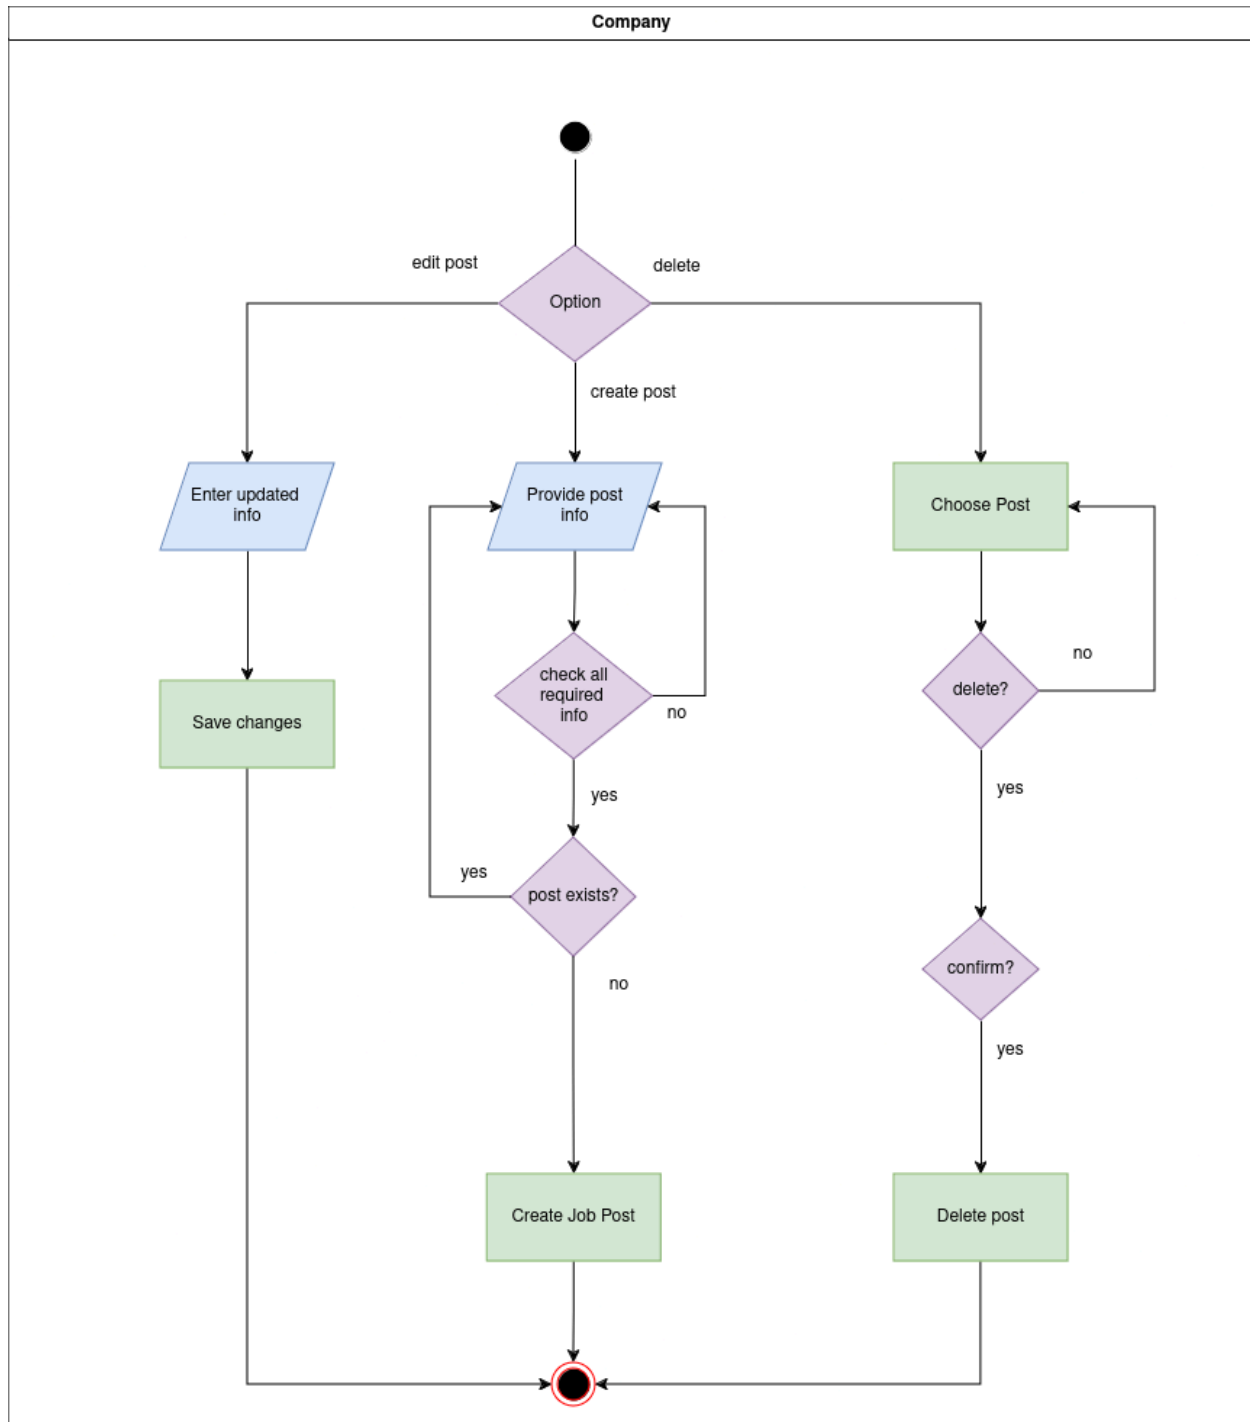 Company
edit post
delete
Option
create post
Enter updated
info
Provide post
info
Choose Post
check all
required
info
no
delete?
no
Save changes
yes
yes
yes
post exists?
no
confirm?
yes
Create Job Post
Delete post